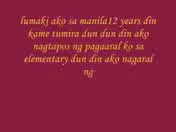 lumaki ako sa manila12 years din
kame tumira dun dun din ako
nagtapos ng pagaaral ko sa
elementary dun din ako nagaral
ng